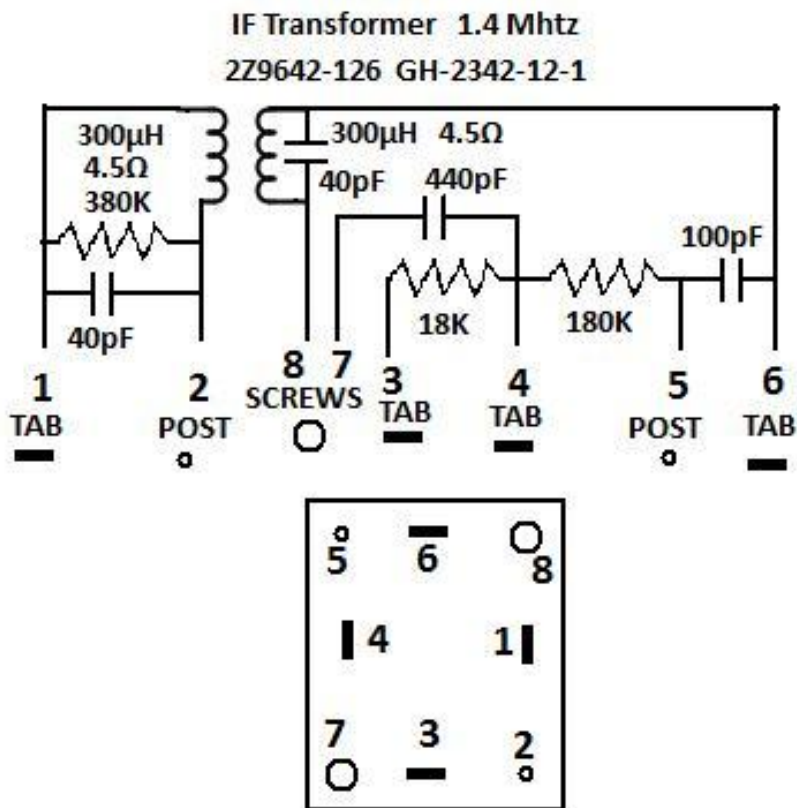 IF Transformer 1.4 Mhtz
2Z9642-126 GH-2342-12-1
300µH
4.5Ω
380K
40pF
300µH 4.5Ω
40pF
440pF
18K
180K
100pF
1
TAB
2
POST
8 7
SCREWS
3
TAB
4
TAB
5
POST
6
TAB
5 6 8
4 1
7 3 2